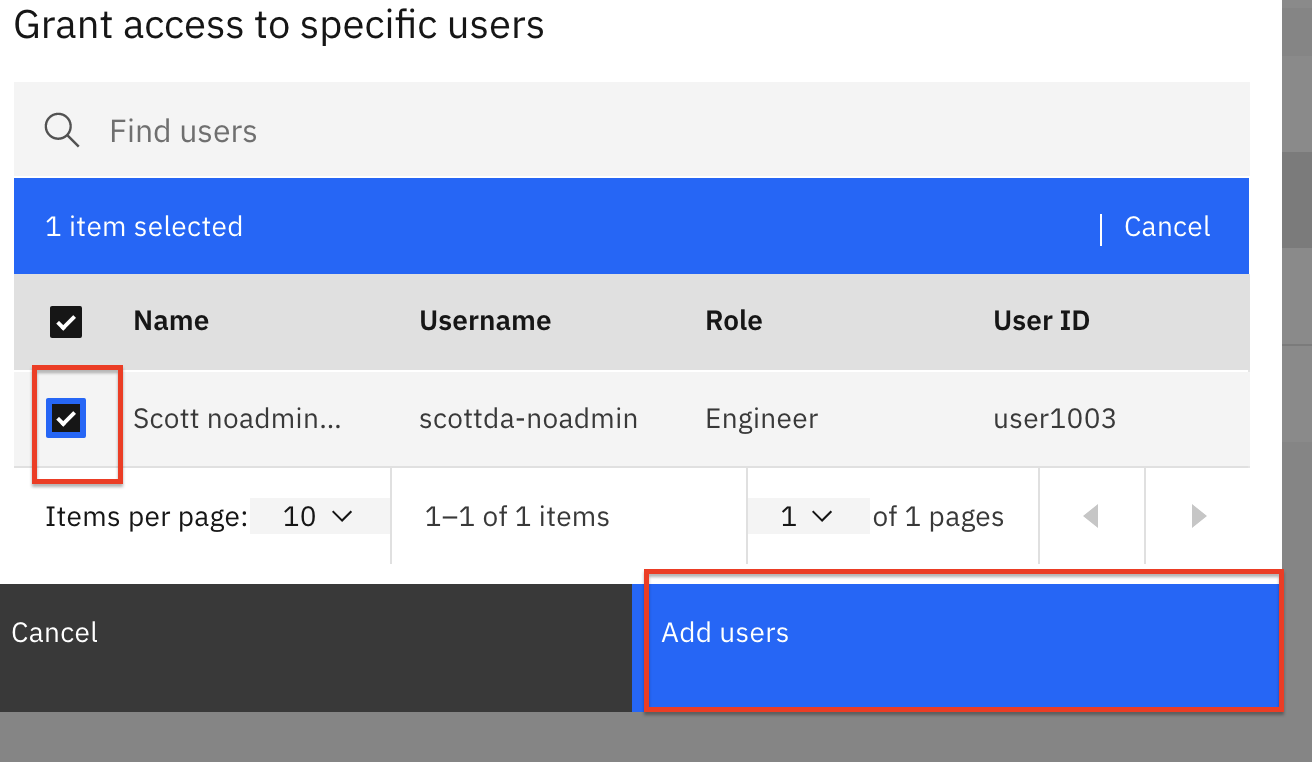 Grant access to specific users
Find users
1 item selected | Cancel
Name Username Role User ID
Scott noadmin... scottda-noadmin Engineer user1003
Items per page: 10 1–1 of 1 items 1 of 1 pages
Cancel Add users